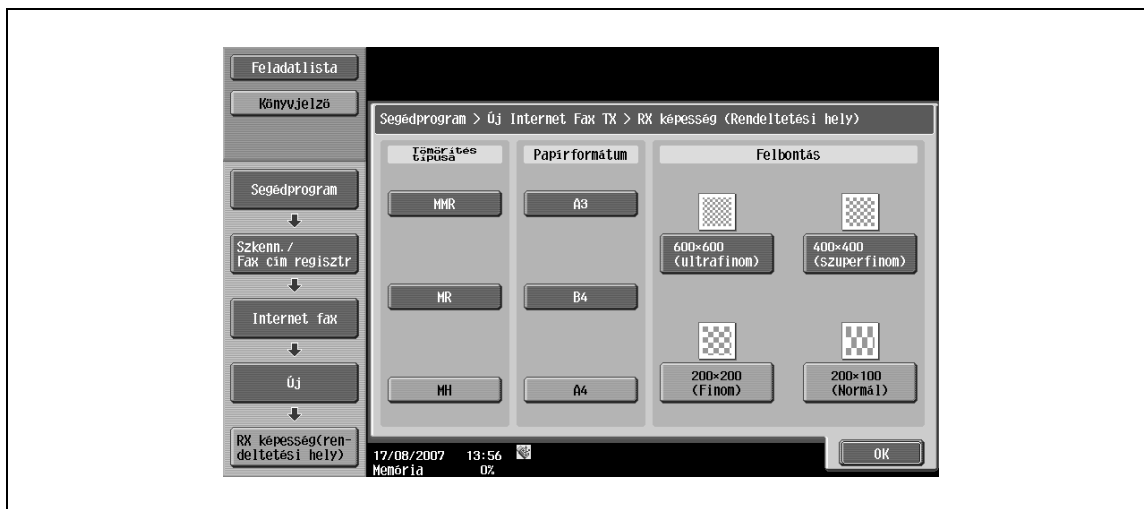 Feladatlista
Könyvjelző
Segédprogram > Új Internet Fax TX > RX képesség (Rendeltetési hely)
Tömörítés
típusa
Papírformátum
Felbontás
Segédprogram
MMR
A3
600×600
(ultrafinom)
400×400
(szuperfinom)
Szkenn./
Fax cím regisztr
MR
B4
Internet fax
Új
MH
A4
200×200
(Finom)
200×100
(Normál)
RX képesség(ren-
deltetési hely)
17/08/2007 13:56
Memória 0%
OK